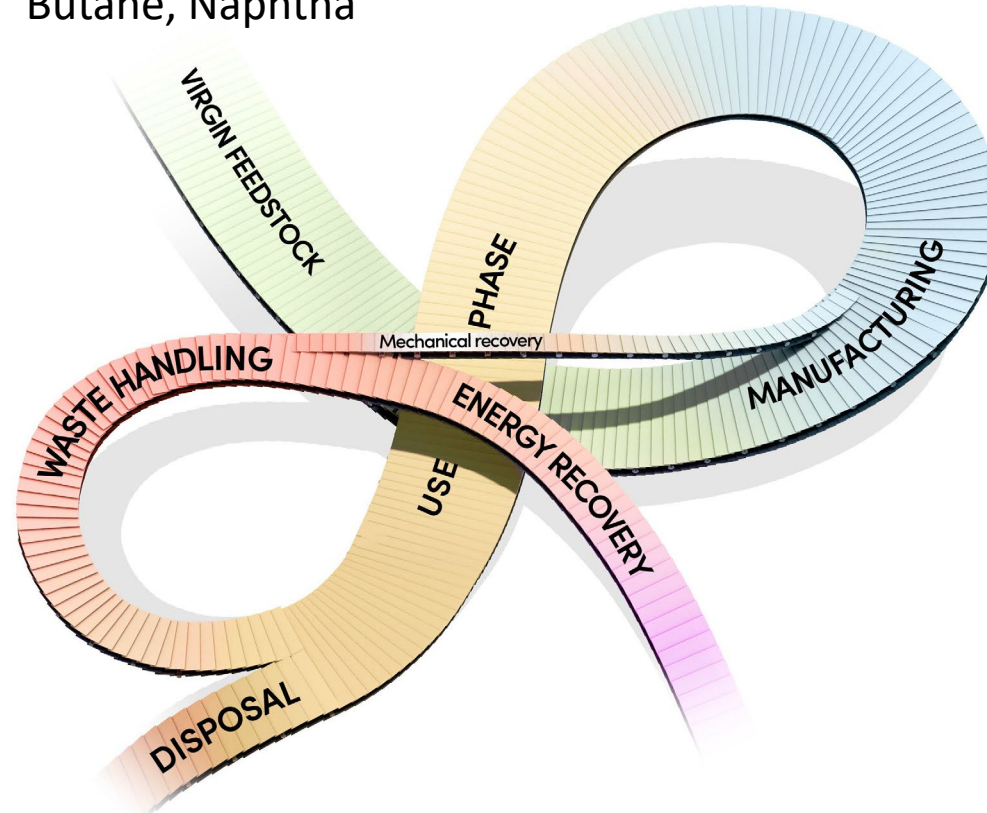 Butane, Naphtha
VIRGIN FEEDSTOCK
USE PHASE
Mechanical recovery
MANUFACTURING
WASTE HANDLING
ENERGY RECOVERY
DISPOSAL